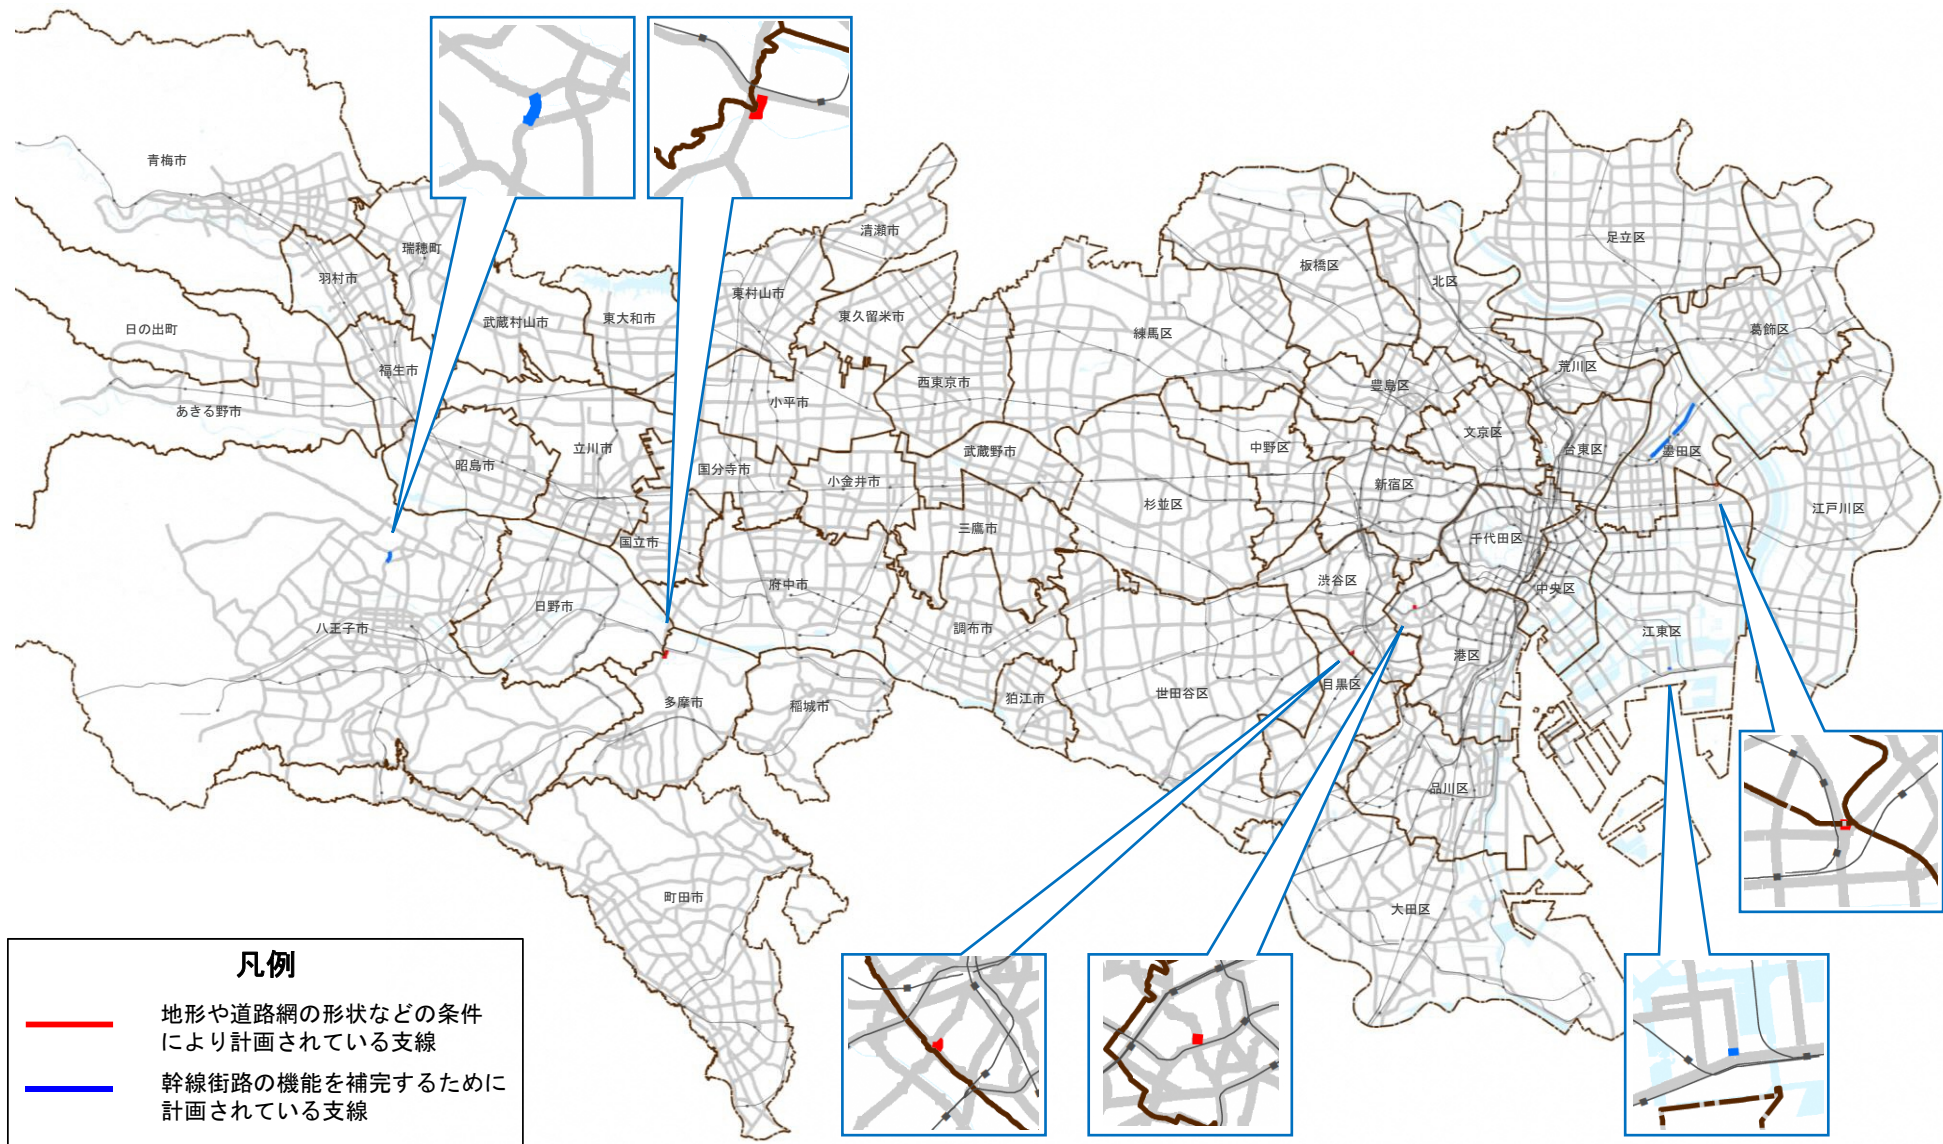 青梅市
瑞穂町
羽村市
日の出町
武蔵村山市
東大和市
東村山市
清瀬市
東久留米市
福生市
あきる野市
西東京市
小平市
昭島市
立川市
国分寺市
小金井市
武蔵野市
三鷹市
国立市
府中市
日野市
八王子市
調布市
狛江市
多摩市
稲城市
町田市
足立区
板橋区
北区
葛飾区
練馬区
荒川区
豊島区
文京区
台東区
墨田区
中野区
新宿区
杉並区
千代田区
江戸川区
渋谷区
中央区
江東区
港区
目黒区
世田谷区
品川区
大田区
凡例
地形や道路網の形状などの条件
により計画されている支線
幹線街路の機能を補完するために
計画されている支線